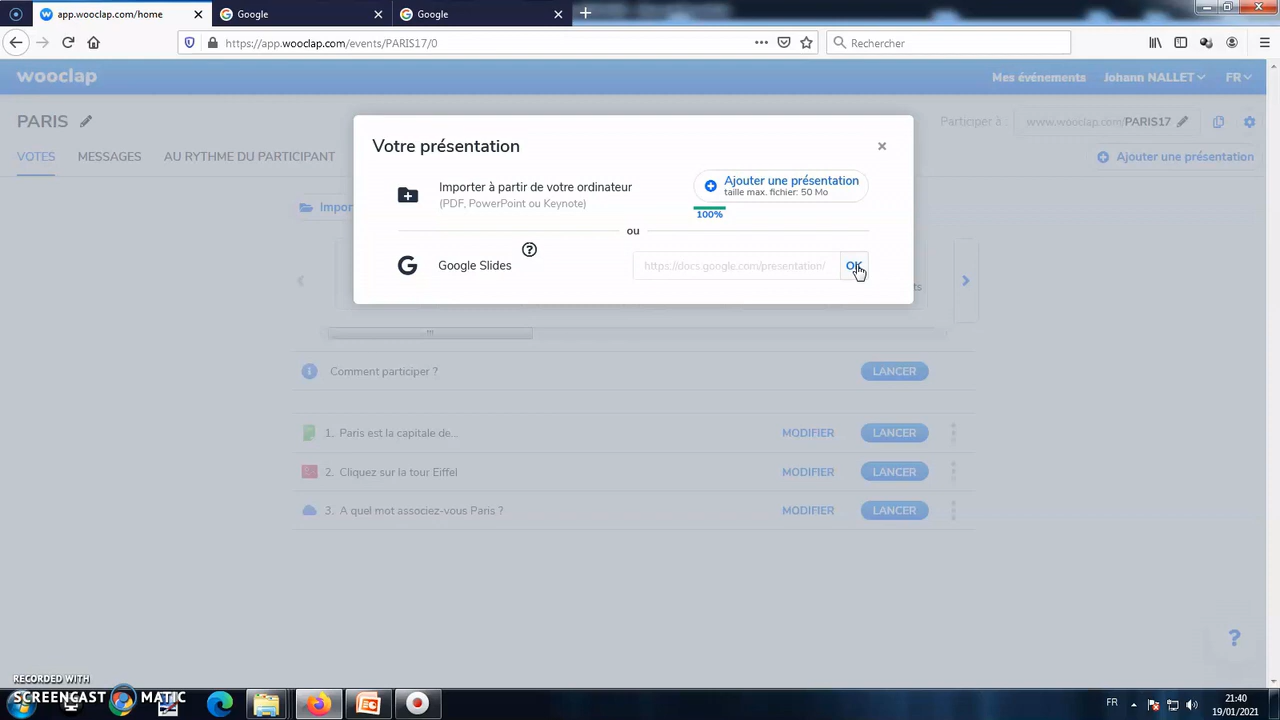 app.wooclap.com/home
Google
Google
https://app.wooclap.com/events/PARIS17/0
Rechercher
wooclap
Mes événements
Johann NALLET
FR
PARIS
Participer à
www.wooclap.com/PARIS17
VOTES
MESSAGES
AU RYTHME DU PARTICIPANT
Ajouter une présentation
Votre présentation
Importer à partir de votre ordinateur
(PDF, PowerPoint ou Keynote)
Ajouter une présentation
taille max. fichier: 50 Mo
100%
ou
Google Slides
https://docs.google.com/presentation/
OK
Impor
ts
Comment participer ?
LANCER
1. Paris est la capitale de...
MODIFIER
LANCER
2. Cliquez sur la tour Eiffel
MODIFIER
LANCER
3. A quel mot associez-vous Paris ?
MODIFIER
LANCER
?
RECORDED WITH
SCREENCAST MATIC
FR
21:40
19/01/2021